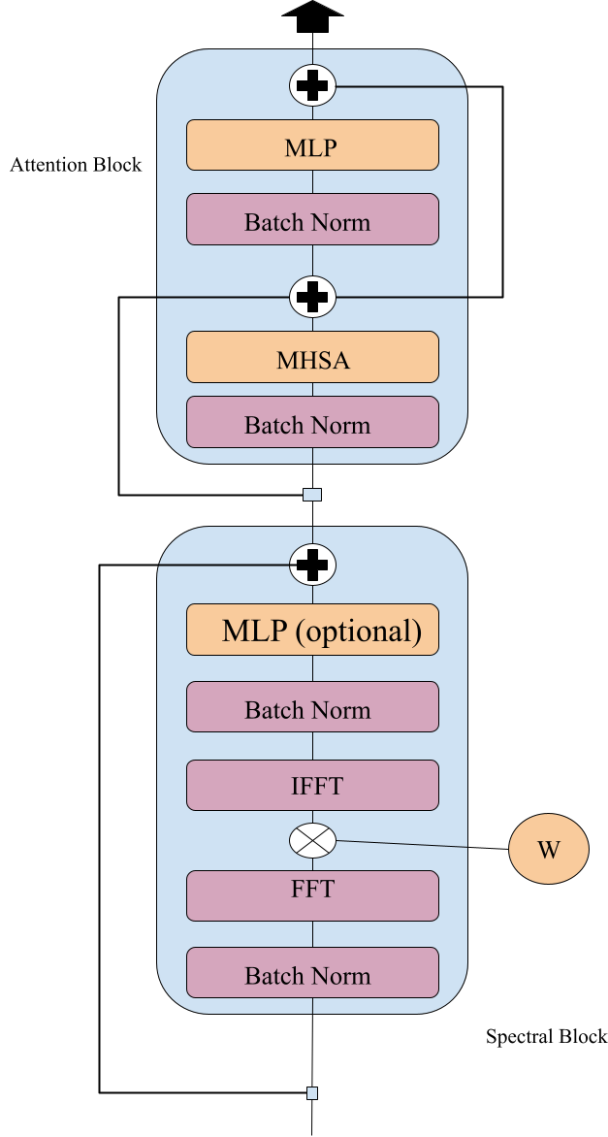 MLP
Attention Block
Batch Norm
MHSA
Batch Norm
MLP (optional)
Batch Norm
IFFT
W
FFT
Batch Norm
Spectral Block